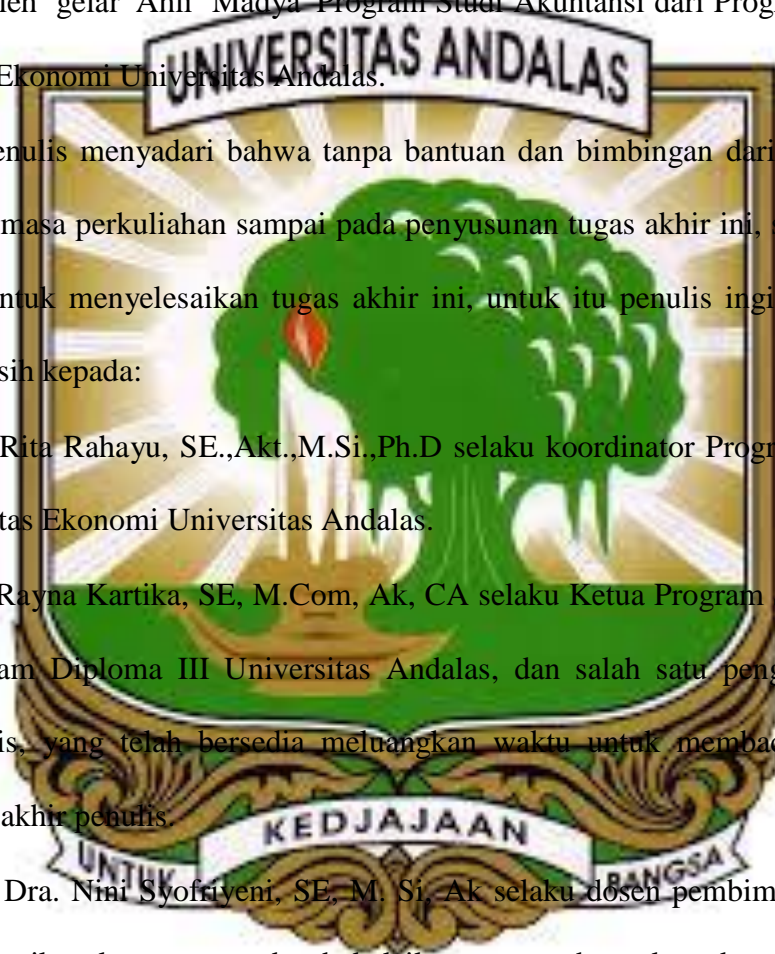 gelar Ahli Madya Program Studi Akuntansi dari Prog
UNIVERSITAS ANDALAS
Ekonomi Universitas Andalas.
enulis menyadari bahwa tanpa bantuan dan bimbingan dari
masa perkuliahan sampai pada penyusunan tugas akhir ini, s
ntuk menyelesaikan tugas akhir ini, untuk itu penulis ingi
sih kepada:
Rita Rahayu, SE.,Akt.,M.Si.,Ph.D selaku koordinator Progr
tas Ekonomi Universitas Andalas.
Rayna Kartika, SE, M.Com, Ak, CA selaku Ketua Program
am Diploma III Universitas Andalas, dan salah satu peng
is, yang telah bersedia meluangkan waktu untuk membac
akhir penulis.
UNTUK KEDJAJAAN BANGSA
Dra. Nini Syofriyeni, SE, M. Si, Ak selaku dosen pembim